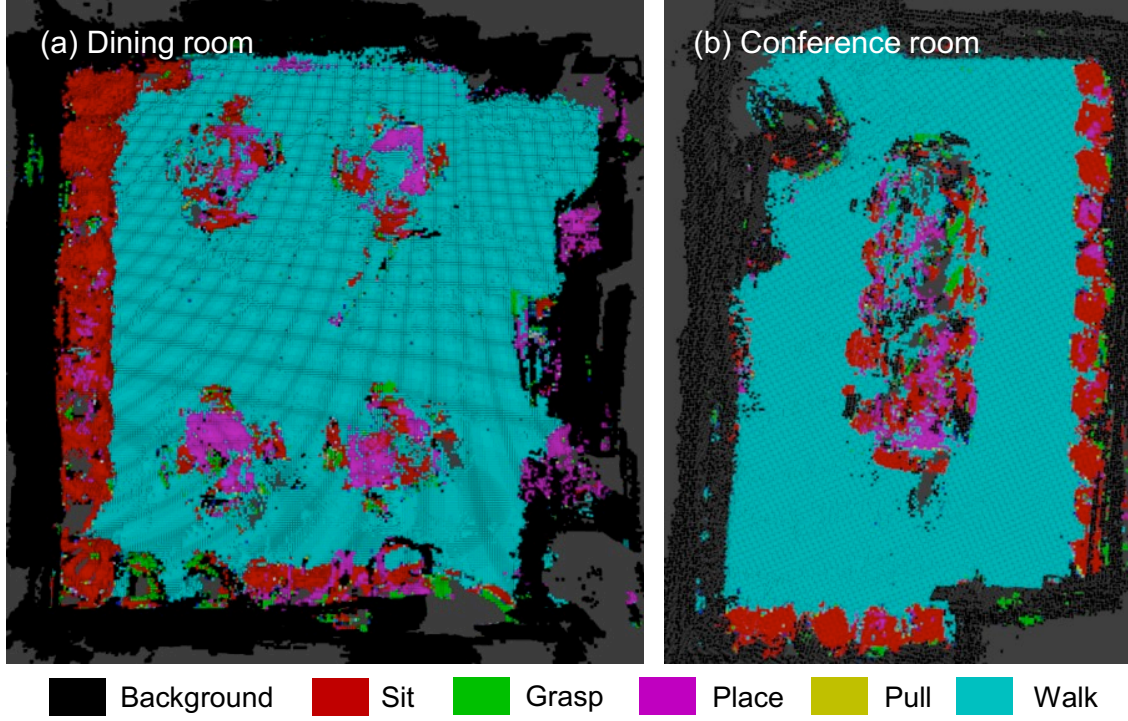 (a) Dining room
(b) Conference room
Background Sit Grasp Place Pull Walk